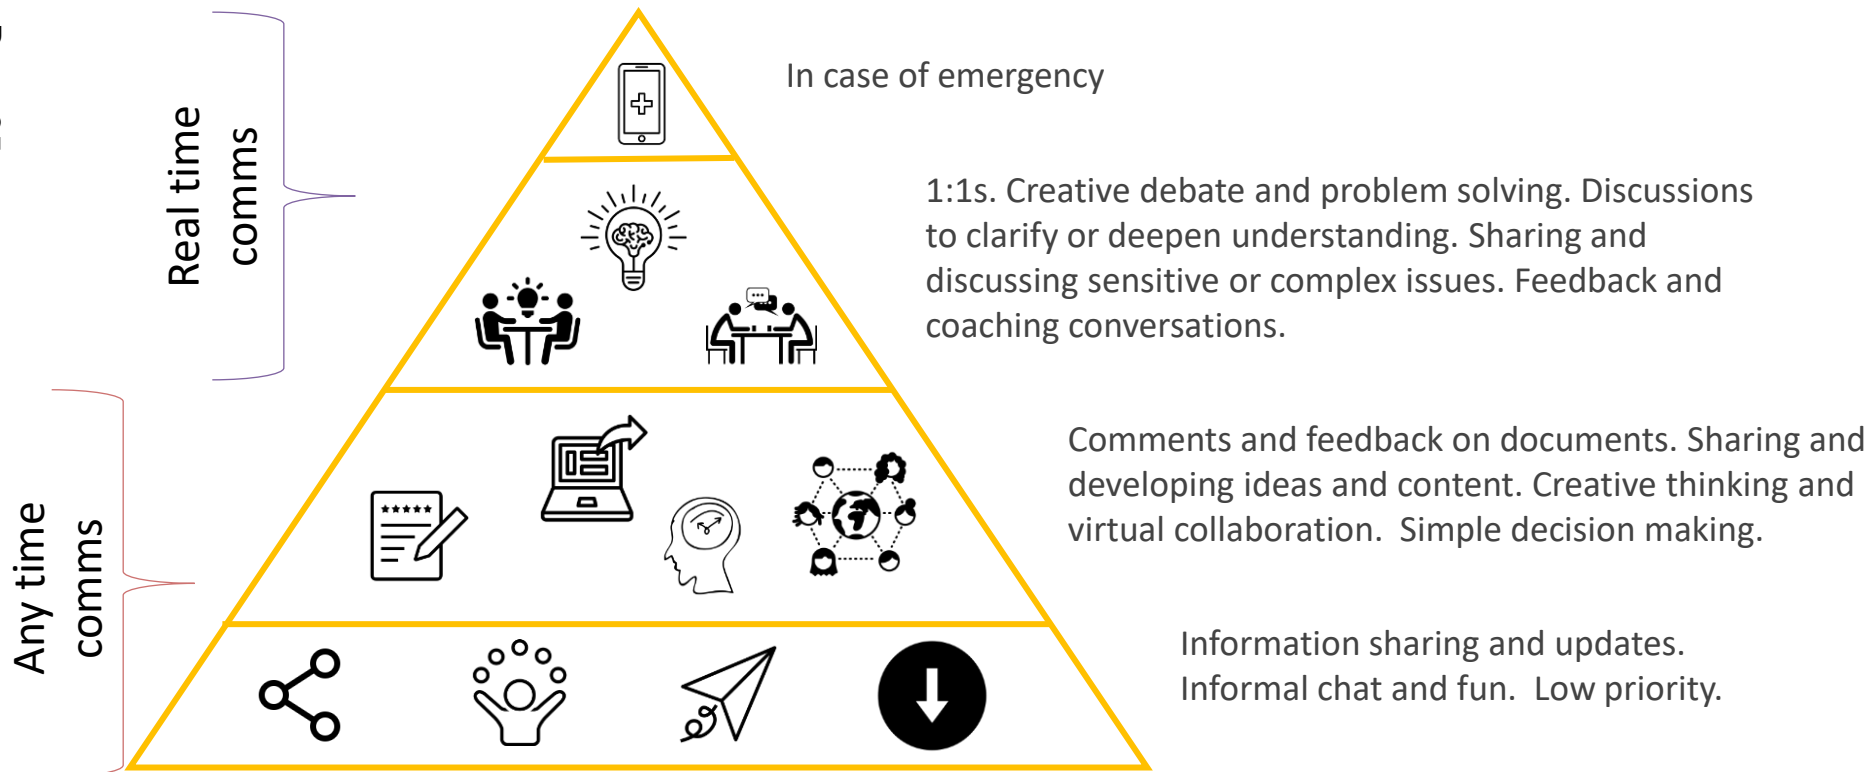 In case of emergency
Real time
comms
1:1s. Creative debate and problem solving. Discussions
to clarify or deepen understanding. Sharing and
discussing sensitive or complex issues. Feedback and
coaching conversations.
Any time
comms
Comments and feedback on documents. Sharing and
developing ideas and content. Creative thinking and
virtual collaboration.  Simple decision making.
Information sharing and updates.
Informal chat and fun.  Low priority.